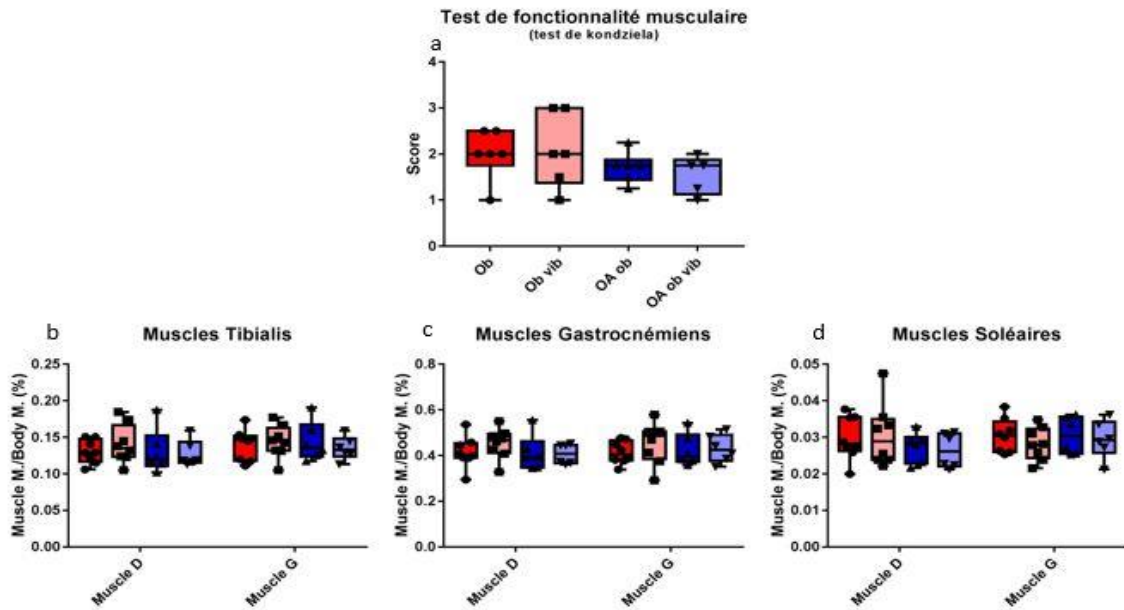 Test de fonctionnalité musculaire
(test de kondziela)
a
4
3
2
1
0
Score
Ob
Ob vib
OA ob
OA ob vib
b
Muscles Tibialis
0.25
0.20
0.15
0.10
0.05
0.00
Muscle M./Body M. (%)
Muscle D
Muscle G
c
Muscles Gastrocnémiens
0.8
0.6
0.4
0.2
0.0
Muscle M./Body M. (%)
Muscle D
Muscle G
d
Muscles Soléaires
0.05
0.04
0.03
0.02
0.01
0.00
Muscle M./Body M. (%)
Muscle D
Muscle G